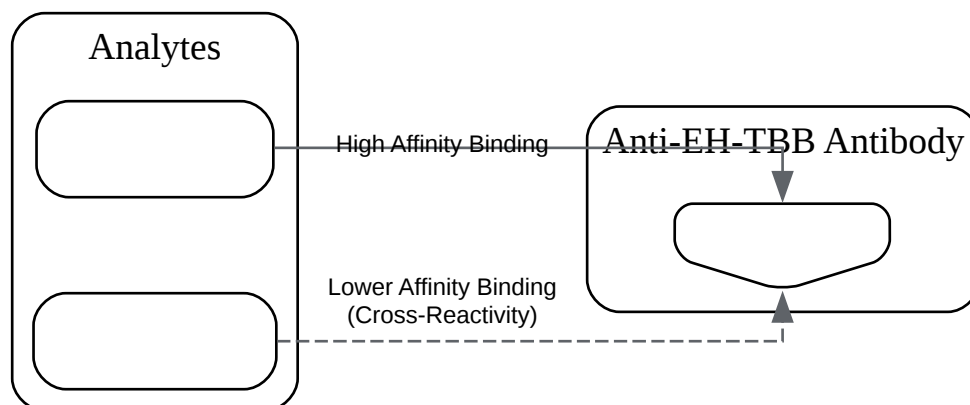 Analytes
High Affinity Binding
Anti-EH-TBB Antibody
Lower Affinity Binding
(Cross-Reactivity)